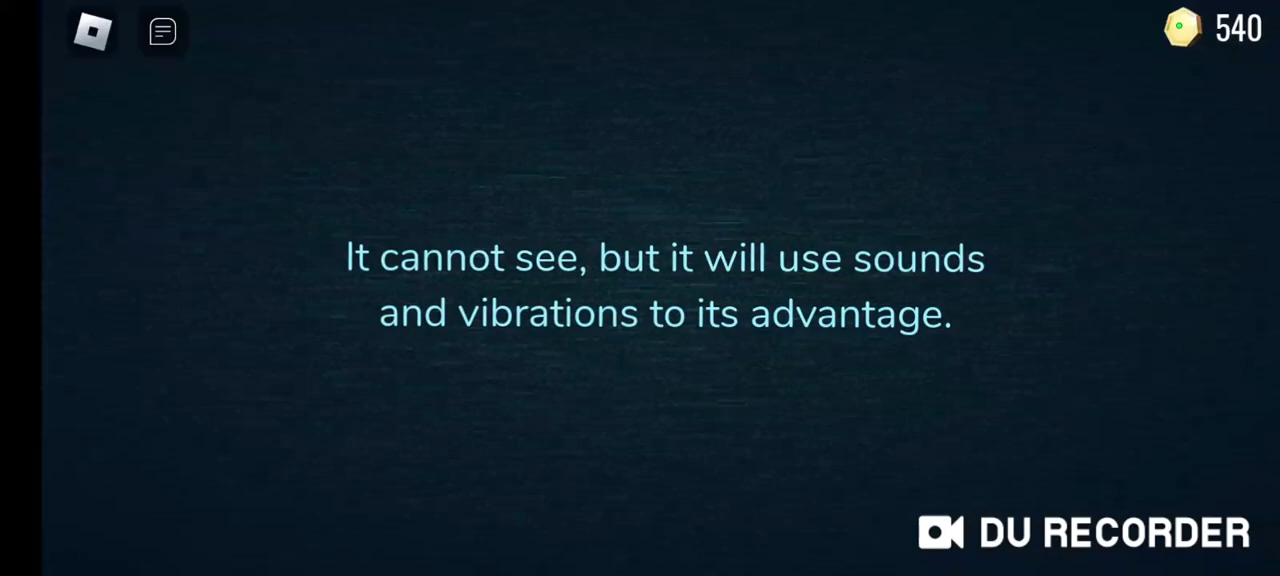 540
It cannot see, but it will use sounds
and vibrations to its advantage.
DU RECORDER